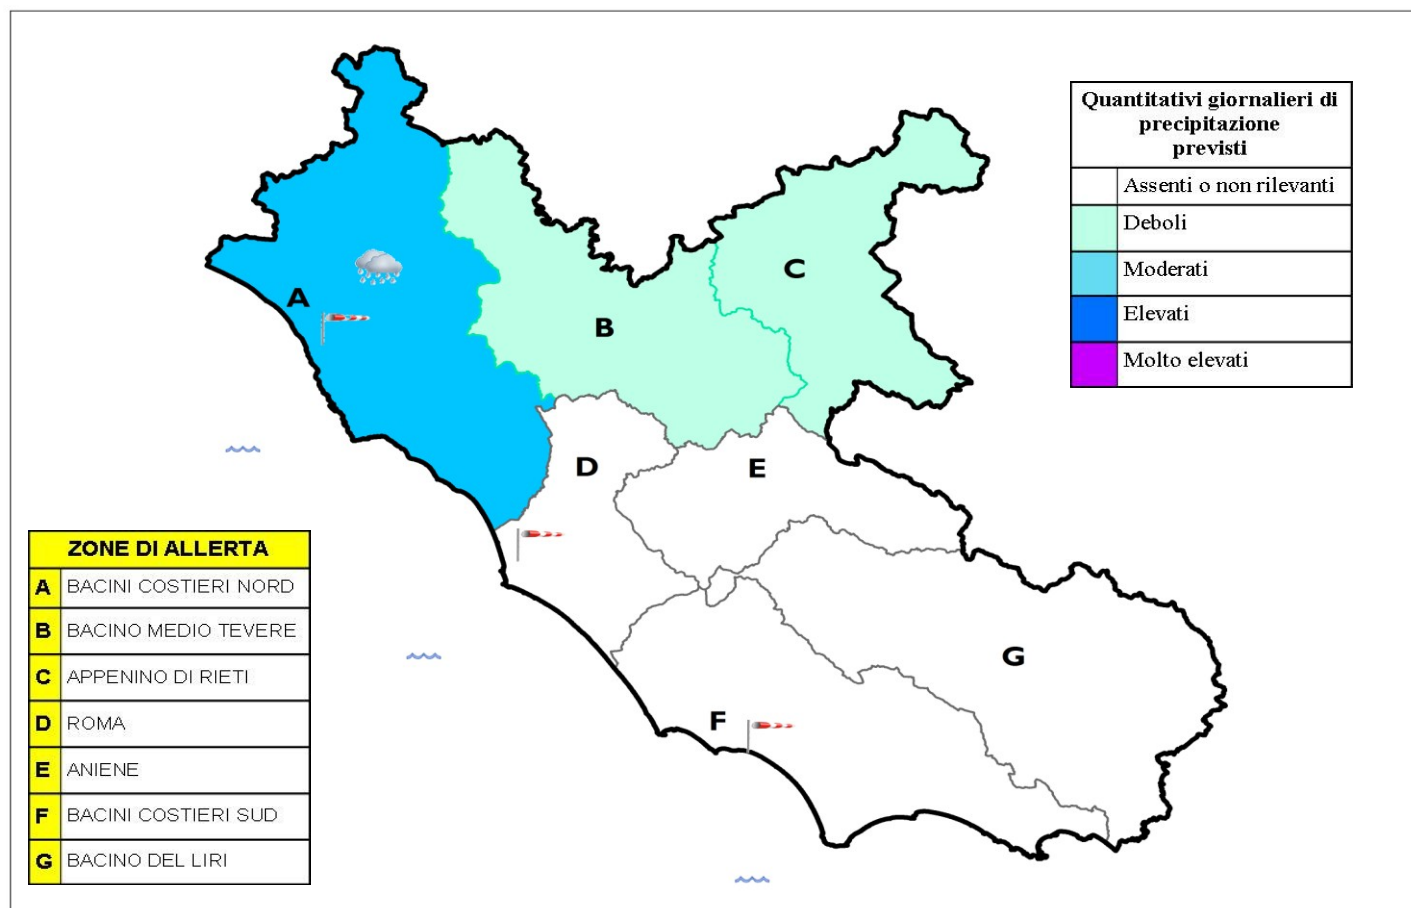 Quantitativi giornalieri di
precipitazione
previsti
Assenti o non rilevanti
Deboli
Moderati
Elevati
Molto elevati
A
B
C
D
E
F
G
ZONE DI ALLERTA
A BACINI COSTIERI NORD
B BACINO MEDIO TEVERE
C APPENINO DI RIETI
D ROMA
E ANIENE
F BACINI COSTIERI SUD
G BACINO DEL LIRI